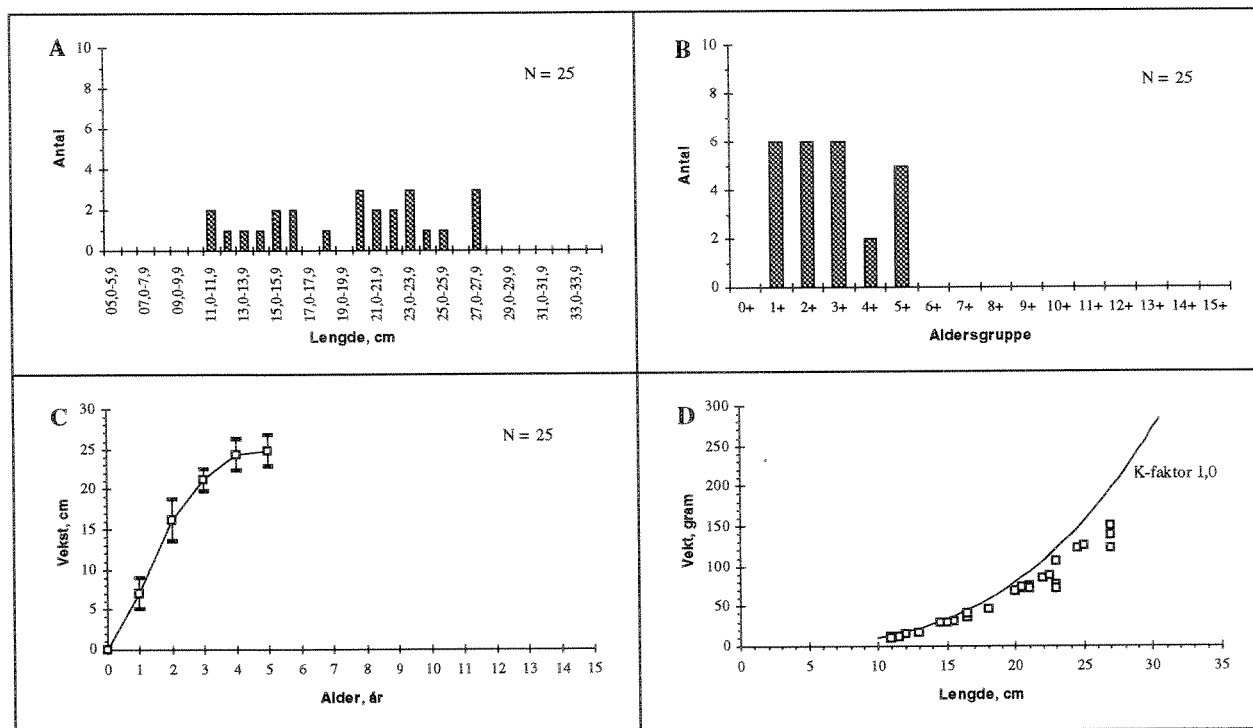 A
10
8
6
4
2
0
Antal
N = 25
05,0-5,9
07,0-7,9
09,0-9,9
11,0-11,9
13,0-13,9
15,0-15,9
17,0-17,9
19,0-19,9
21,0-21,9
23,0-23,9
25,0-25,9
27,0-27,9
29,0-29,9
31,0-31,9
33,0-33,9
Lengde, cm
B
10
8
6
4
2
0
Antal
N = 25
0+ 1+ 2+ 3+ 4+ 5+ 6+ 7+ 8+ 9+ 10+ 11+ 12+ 13+ 14+ 15+
Aldersgruppe
C
30
25
20
15
10
5
0
Vekst, cm
N = 25
0 1 2 3 4 5 6 7 8 9 10 11 12 13 14 15
Alder, år
D
300
250
200
150
100
50
0
Vekt, gram
K-faktor 1,0
0 5 10 15 20 25 30 35
Lengde, cm